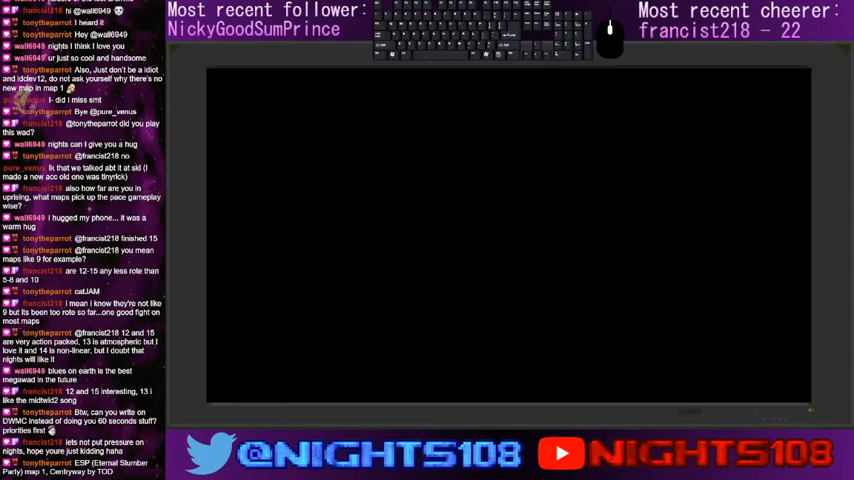 francist218 hi @wall6949
tonytheparrot I heard it
tonytheparrot Hey @wall6949
wall6949 nights I think I love you
wall6949 ur just so cool and handsome
tonytheparrot Also, Just don't be a idiot
and idclev12, do not ask yourself why there's no
new map in map 1
I- did I miss smt
tonytheparrot Bye @pure_venus
francist218 @tonytheparrot did you play
this wad?
wall6949 nights can I give you a hug
tonytheparrot @francist218 no
pure_venus Ik that we talked abt it at skl (I
made a new acc old one was tinyrick)
francist218 also how far are you in
uprising, what maps pick up the pace gameplay
wise?
wall6949 I hugged my phone... it was a
warm hug
tonytheparrot @francist218 finished 15
tonytheparrot @francist218 you mean
maps like 9 for example?
francist218 are 12-15 any less rote than
5-8 and 10
tonytheparrot catJAM
francist218 I mean i know they're not like
9 but its been too rote so far...one good fight on
most maps
tonytheparrot @francist218 12 and 15
are very action packed, 13 is atmospheric but I
love it and 14 is non-linear, but I doubt that
nights will like it
wall6949 blues on earth is the best
megawad in the future
francist218 12 and 15 interesting, 13 i
like the midtwid2 song
tonytheparrot Btw, can you write on
DWMC instead of doing you 60 seconds stuff?
priorities first
francist218 lets not put pressure on
nights, hope youre just kidding haha
tonytheparrot ESP (Eternal Slumber
Party) map 1, Centryway by TOD
Most recent follower:
NickyGoodSumPrince
Most recent cheerer:
francist218 - 22
@NIGHTS108
NIGHTS108